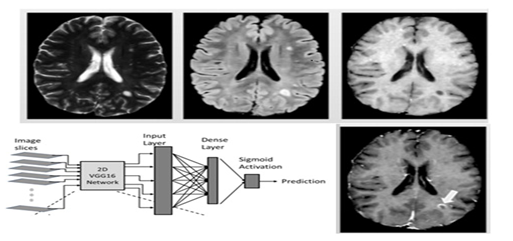 Image
slices
2D
VGG16
Network
Input
Layer
Dense
Layer
Sigmoid
Activation
Prediction